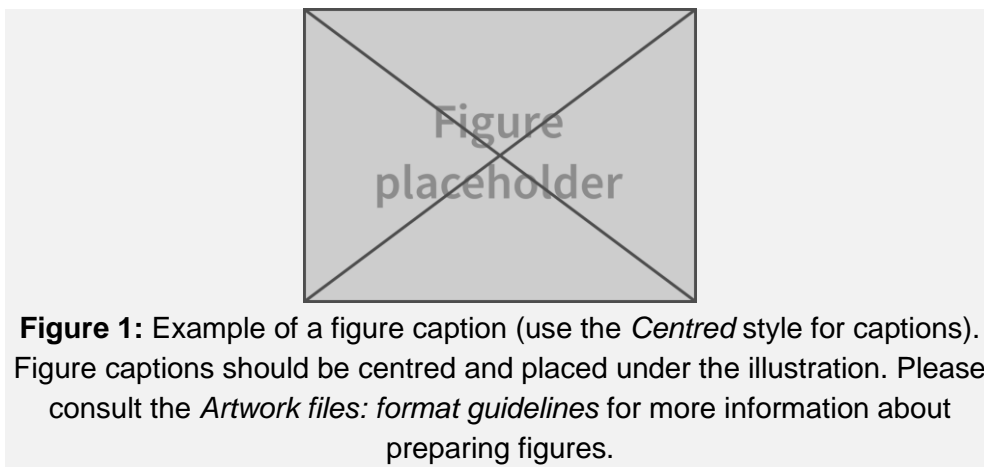 Figure
placeholder
Figure 1: Example of a figure caption (use the Centred style for captions).
Figure captions should be centred and placed under the illustration. Please
consult the Artwork files: format guidelines for more information about
preparing figures.